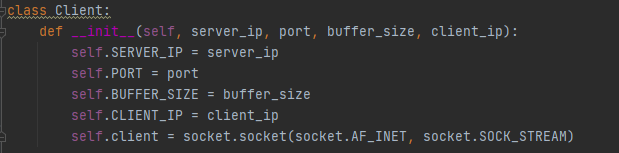 class Client:
    def __init__(self, server_ip, port, buffer_size, client_ip):
        self.SERVER_IP = server_ip
        self.PORT = port
        self.BUFFER_SIZE = buffer_size
        self.CLIENT_IP = client_ip
        self.client = socket.socket(socket.AF_INET, socket.SOCK_STREAM)